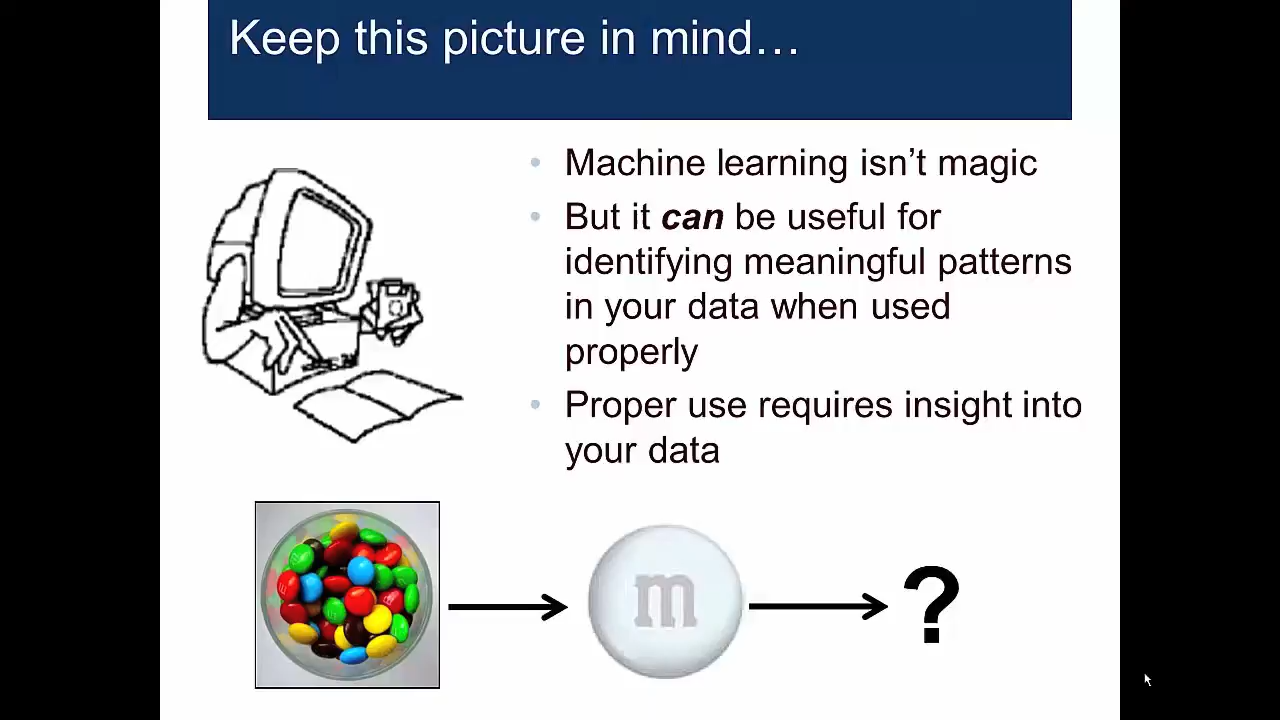 Keep this picture in mind…
• Machine learning isn’t magic
• But it can be useful for
identifying meaningful patterns
in your data when used
properly
• Proper use requires insight into
your data
m
?